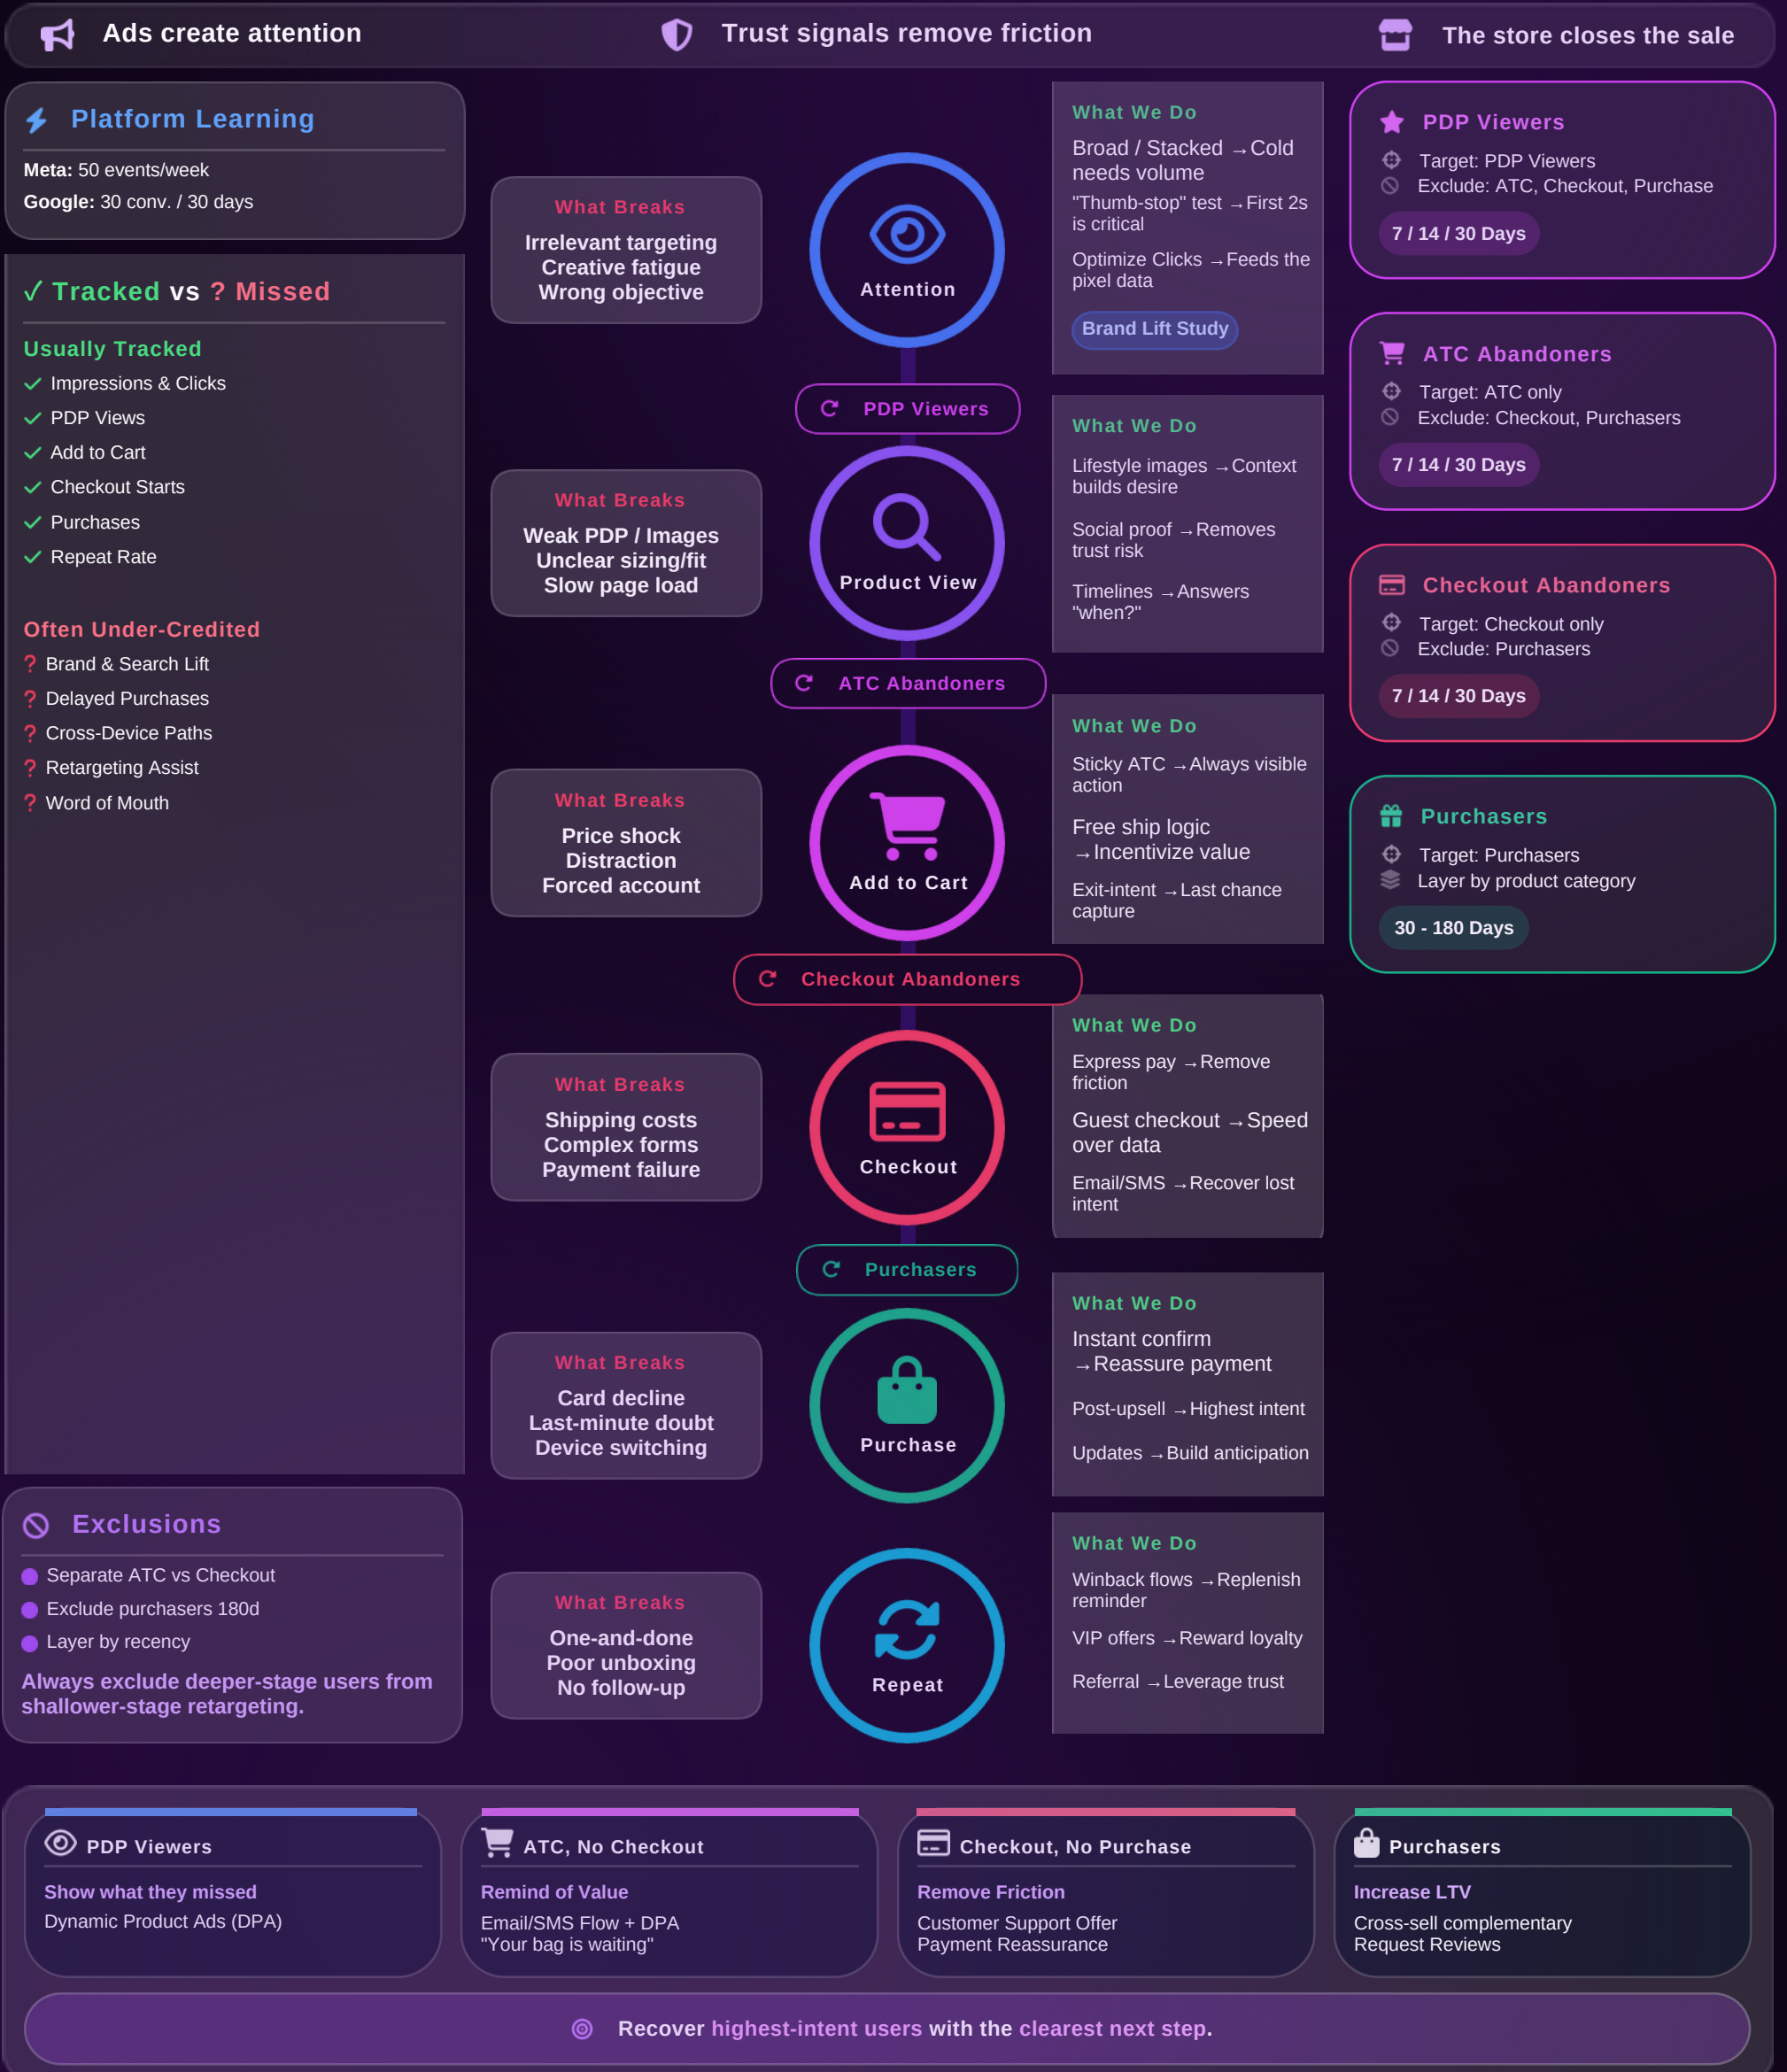 Ads create attention
Trust signals remove friction
The store closes the sale
Platform Learning
Meta: 50 events/week
Google: 30 conv. / 30 days
✓ Tracked vs ? Missed
Usually Tracked
Impressions & Clicks
PDP Views
Add to Cart
Checkout Starts
Purchases
Repeat Rate
Often Under-Credited
? Brand & Search Lift
? Delayed Purchases
? Cross-Device Paths
? Retargeting Assist
? Word of Mouth
Exclusions
Separate ATC vs Checkout
Exclude purchasers 180d
Layer by recency
Always exclude deeper-stage users from
shallower-stage retargeting.
What Breaks
Irrelevant targeting
Creative fatigue
Wrong objective
Attention
What We Do
Broad / Stacked →Cold
needs volume
"Thumb-stop" test →First 2s
is critical
Optimize Clicks →Feeds the
pixel data
Brand Lift Study
PDP Viewers
What Breaks
Weak PDP / Images
Unclear sizing/fit
Slow page load
Product View
What We Do
Lifestyle images →Context
builds desire
Social proof →Removes
trust risk
Timelines →Answers
"when?"
ATC Abandoners
What Breaks
Price shock
Distraction
Forced account
Add to Cart
What We Do
Sticky ATC →Always visible
action
Free ship logic
→Incentivize value
Exit-intent →Last chance
capture
Checkout Abandoners
What Breaks
Shipping costs
Complex forms
Payment failure
Checkout
What We Do
Express pay →Remove
friction
Guest checkout →Speed
over data
Email/SMS →Recover lost
intent
Purchasers
What Breaks
Card decline
Last-minute doubt
Device switching
Purchase
What We Do
Instant confirm
→Reassure payment
Post-upsell →Highest intent
Updates →Build anticipation
What Breaks
One-and-done
Poor unboxing
No follow-up
Repeat
What We Do
Winback flows →Replenish
reminder
VIP offers →Reward loyalty
Referral →Leverage trust
PDP Viewers
Target: PDP Viewers
Exclude: ATC, Checkout, Purchase
7 / 14 / 30 Days
ATC Abandoners
Target: ATC only
Exclude: Checkout, Purchasers
7 / 14 / 30 Days
Checkout Abandoners
Target: Checkout only
Exclude: Purchasers
7 / 14 / 30 Days
Purchasers
Target: Purchasers
Layer by product category
30 - 180 Days
PDP Viewers
Show what they missed
Dynamic Product Ads (DPA)
ATC, No Checkout
Remind of Value
Email/SMS Flow + DPA
"Your bag is waiting"
Checkout, No Purchase
Remove Friction
Customer Support Offer
Payment Reassurance
Purchasers
Increase LTV
Cross-sell complementary
Request Reviews
Recover highest-intent users with the clearest next step.